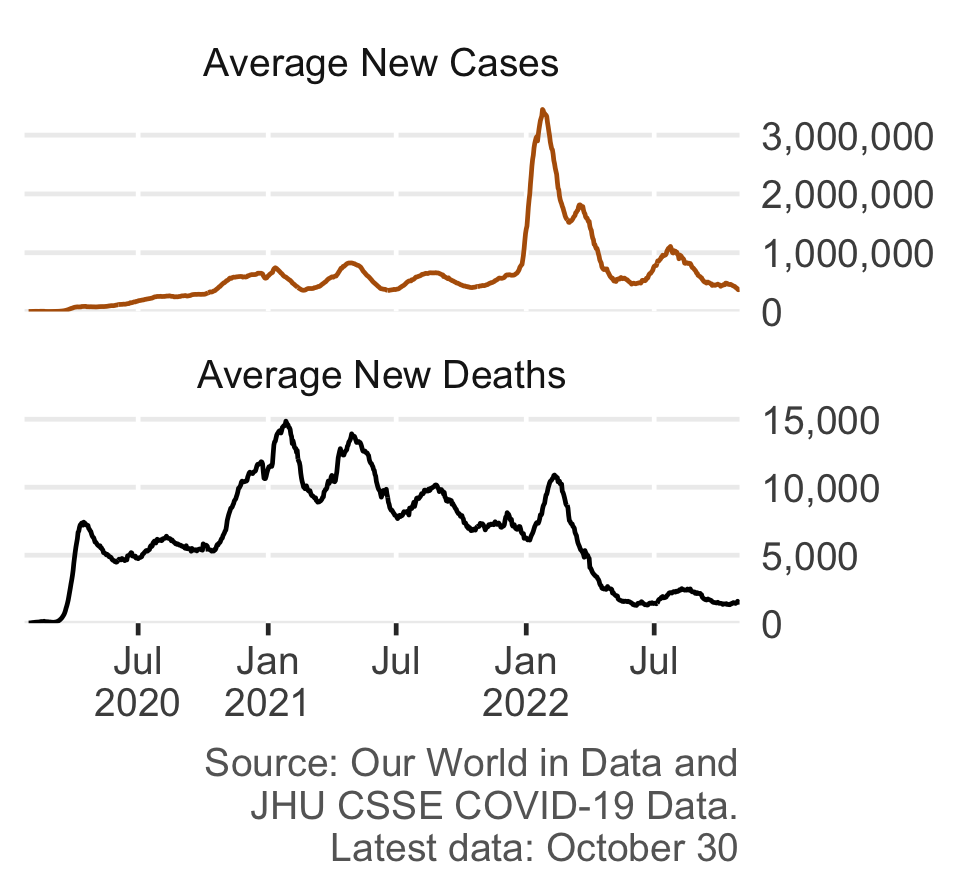 Average New Cases
3,000,000
2,000,000
1,000,000
0
Average New Deaths
15,000
10,000
5,000
0
Jul Jan Jul Jan Jul
2020 2021 2022
Source: Our World in Data and
JHU CSSE COVID-19 Data.
Latest data: October 30